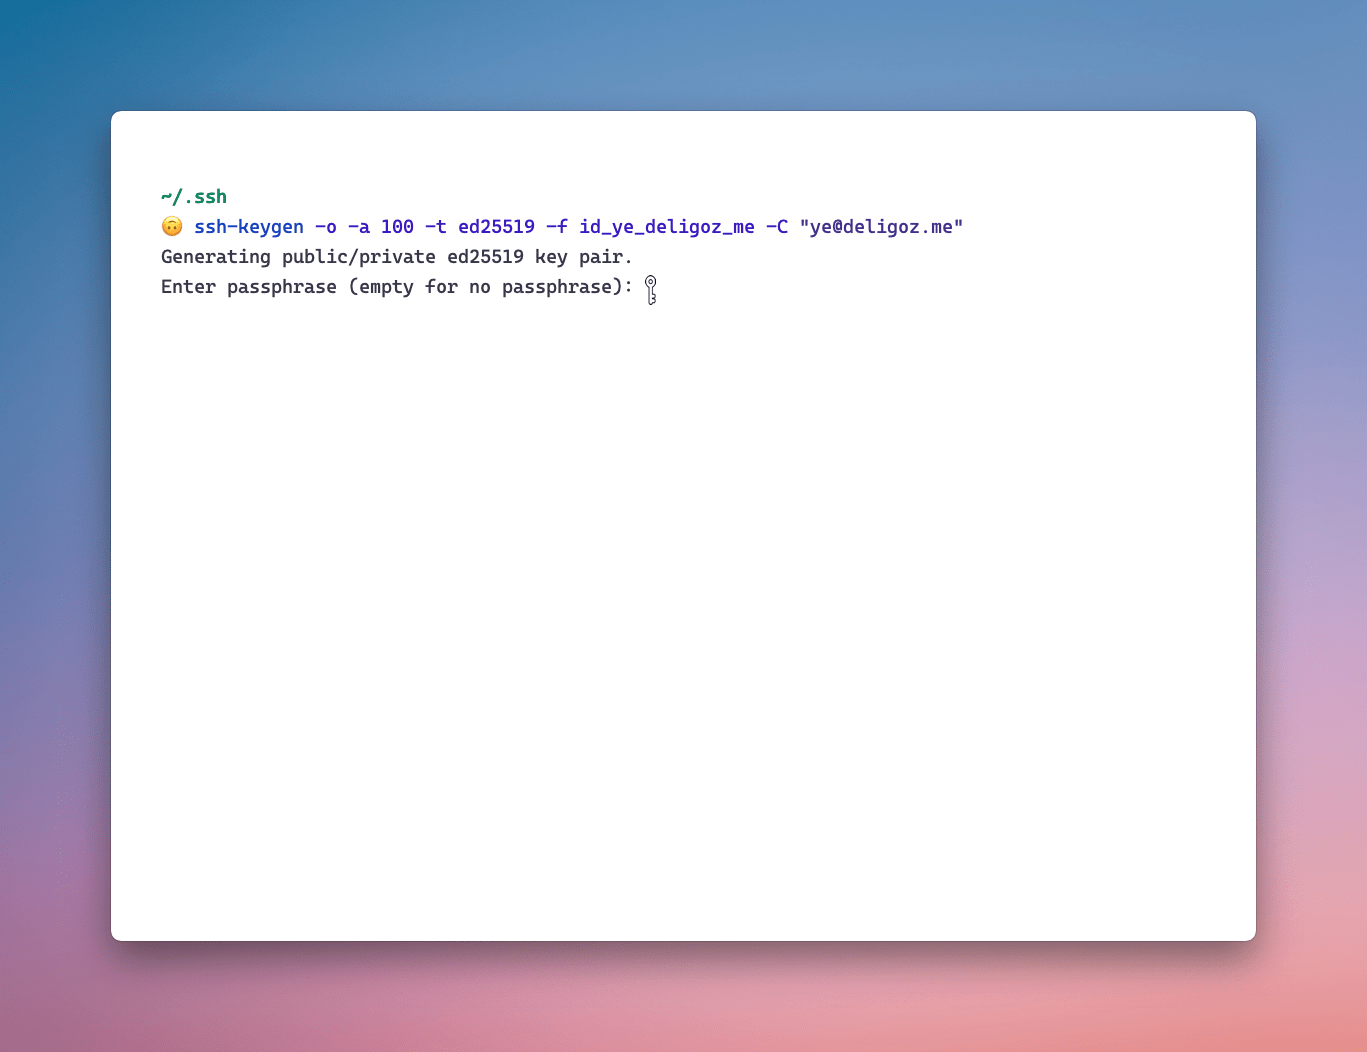 ~/.ssh
🙃 ssh-keygen -o -a 100 -t ed25519 -f id_ye_deligoz_me -C "ye@deligoz.me"
Generating public/private ed25519 key pair.
Enter passphrase (empty for no passphrase):